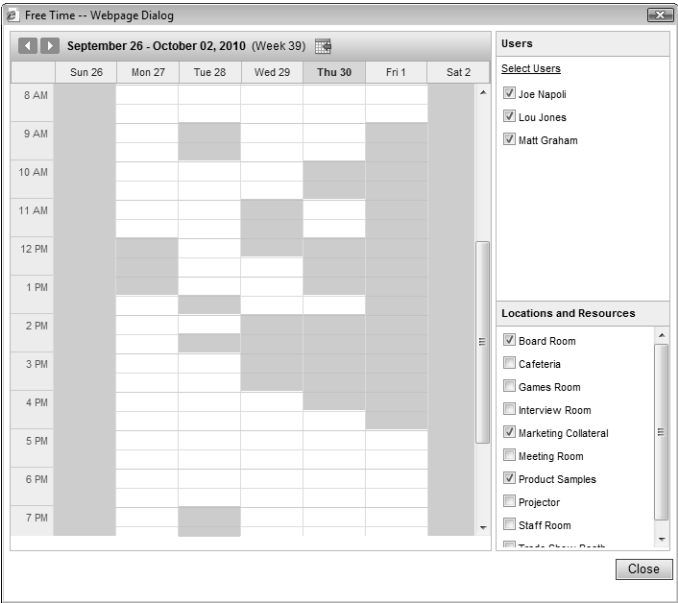 Free Time -- Webpage Dialog
September 26 - October 02, 2010 (Week 39)
Sun 26 Mon 27 Tue 28 Wed 29 Thu 30 Fri 1 Sat 2
8 AM
9 AM
10 AM
11 AM
12 PM
1 PM
2 PM
3 PM
4 PM
5 PM
6 PM
7 PM
Users
Select Users
Joe Napoli
Lou Jones
Matt Graham
Locations and Resources
Board Room
Cafeteria
Games Room
Interview Room
Marketing Collateral
Meeting Room
Product Samples
Projector
Staff Room
Trade Show Booth
Close